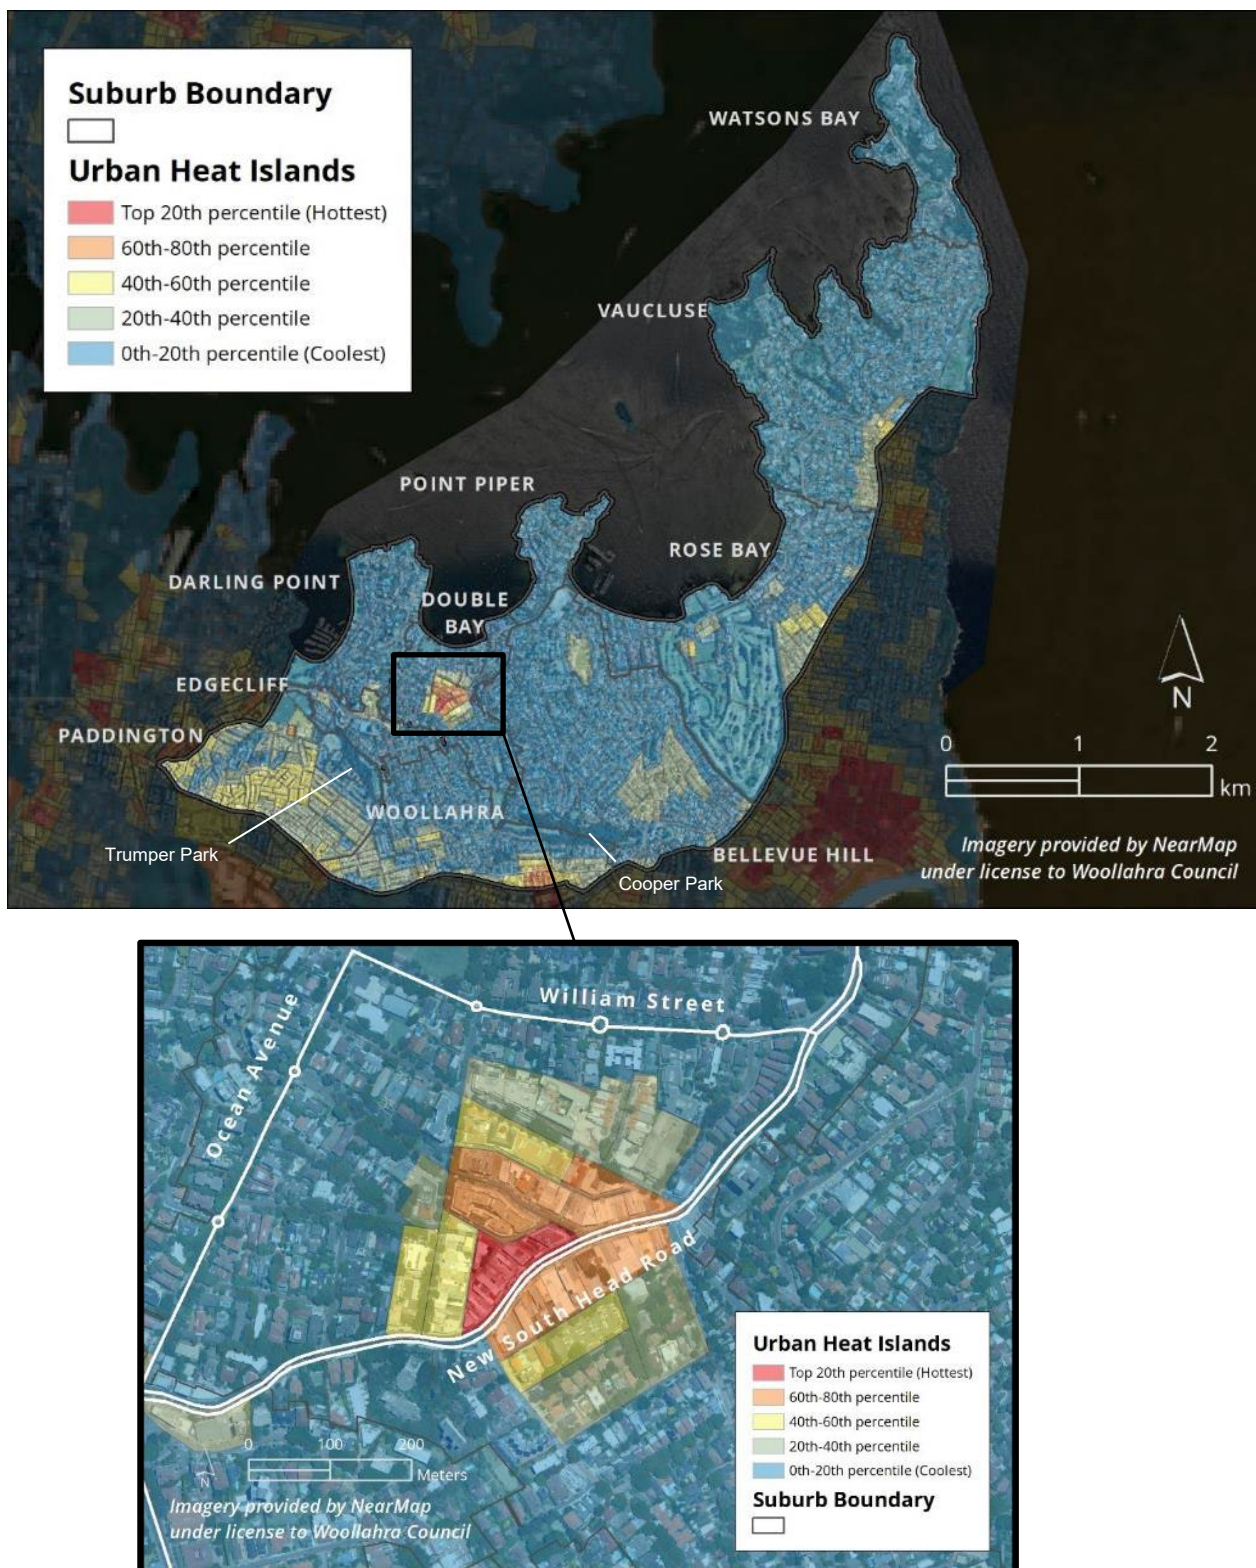 Suburb Boundary
Urban Heat Islands
Top 20th percentile (Hottest)
60th-80th percentile
40th-60th percentile
20th-40th percentile
0th-20th percentile (Coolest)
WATSONS BAY
VAUCLUSE
POINT PIPER
ROSE BAY
DARLING POINT
DOUBLE
BAY
EDGECLIFF
PADDINGTON
WOOLLAHRA
Trumper Park
Cooper Park
BELLEVUE HILL
N
0 1 2
km
Imagery provided by NearMap
under license to Woollahra Council
William Street
Ocean Avenue
New South Head Road
0 100 200
Meters
N
Imagery provided by NearMap
under license to Woollahra Council
Urban Heat Islands
Top 20th percentile (Hottest)
60th-80th percentile
40th-60th percentile
20th-40th percentile
0th-20th percentile (Coolest)
Suburb Boundary